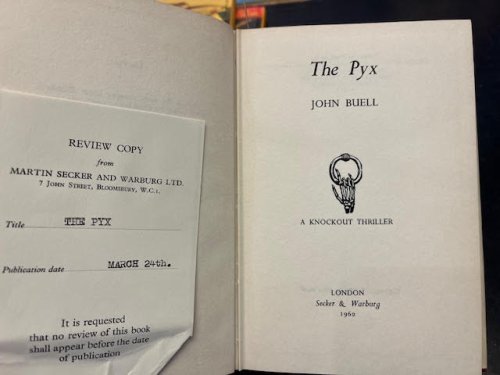 REVIEW COPY
from
MARTIN SECKER AND WARBURG LTD.
7 JOHN STREET, BLOOMSBURY, W.C.1.
Title THE PYX
Publication date MARCH 24th.
It is requested
that no review of this book
shall appear before the date
of publication
The Pyx
JOHN BUELL
A KNOCKOUT THRILLER
LONDON
Secker & Warburg
1960